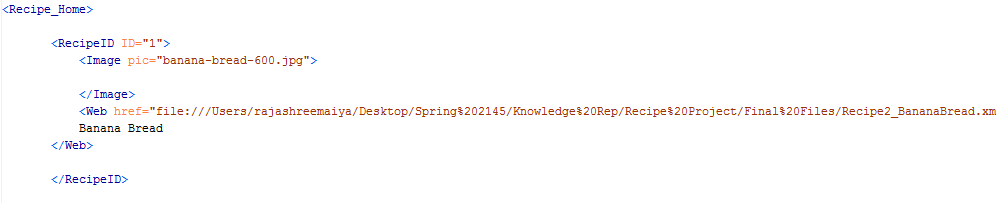 <Recipe_Home>
<RecipeID ID="1">
<Image pic="banana-bread-600.jpg">
</Image>
<Web href="file:///Users/rajashreemaiya/Desktop/Spring%202145/Knowledge%20Rep/Recipe%20Project/Final%20Files/Recipe2_BananaBread.xm
Banana Bread
</Web>
</RecipeID>